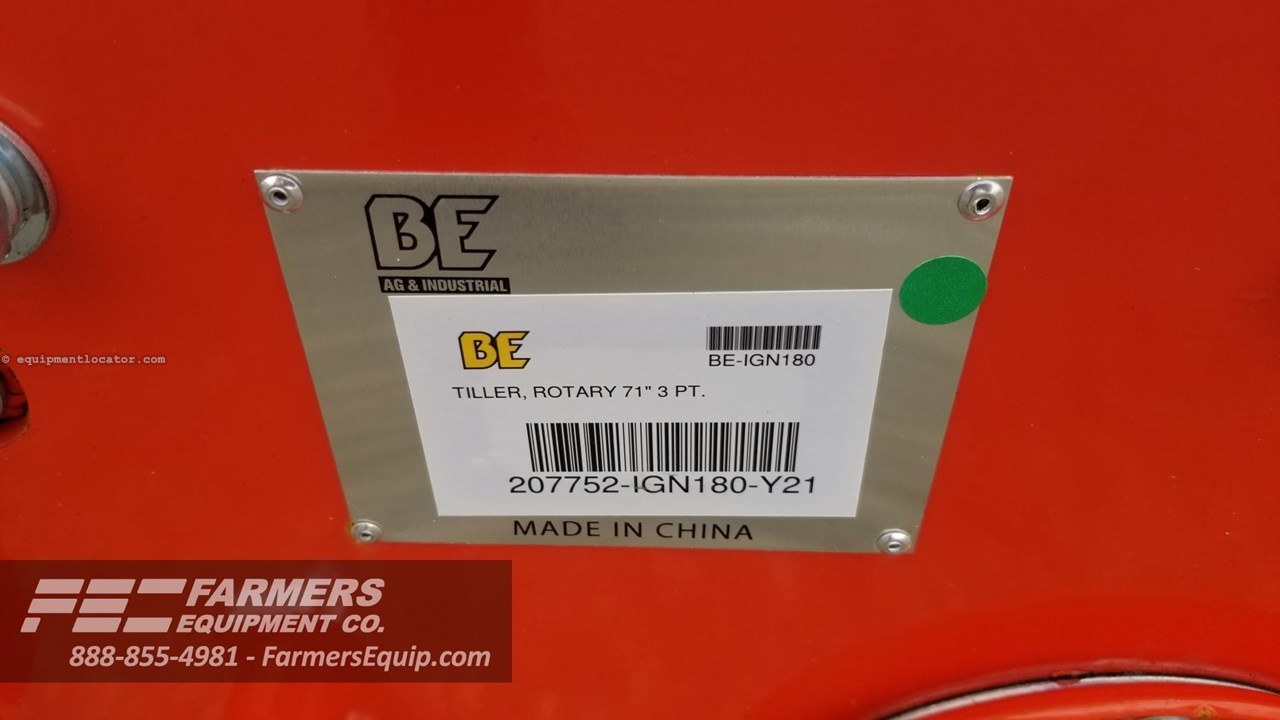 BE
AG & INDUSTRIAL
BE
BE-IGN180
TILLER, ROTARY 71" 3 PT.
207752-IGN180-Y21
MADE IN CHINA
© equipmentlocator.com
FEC FARMERS
EQUIPMENT CO.
888-855-4981 - FarmersEquip.com